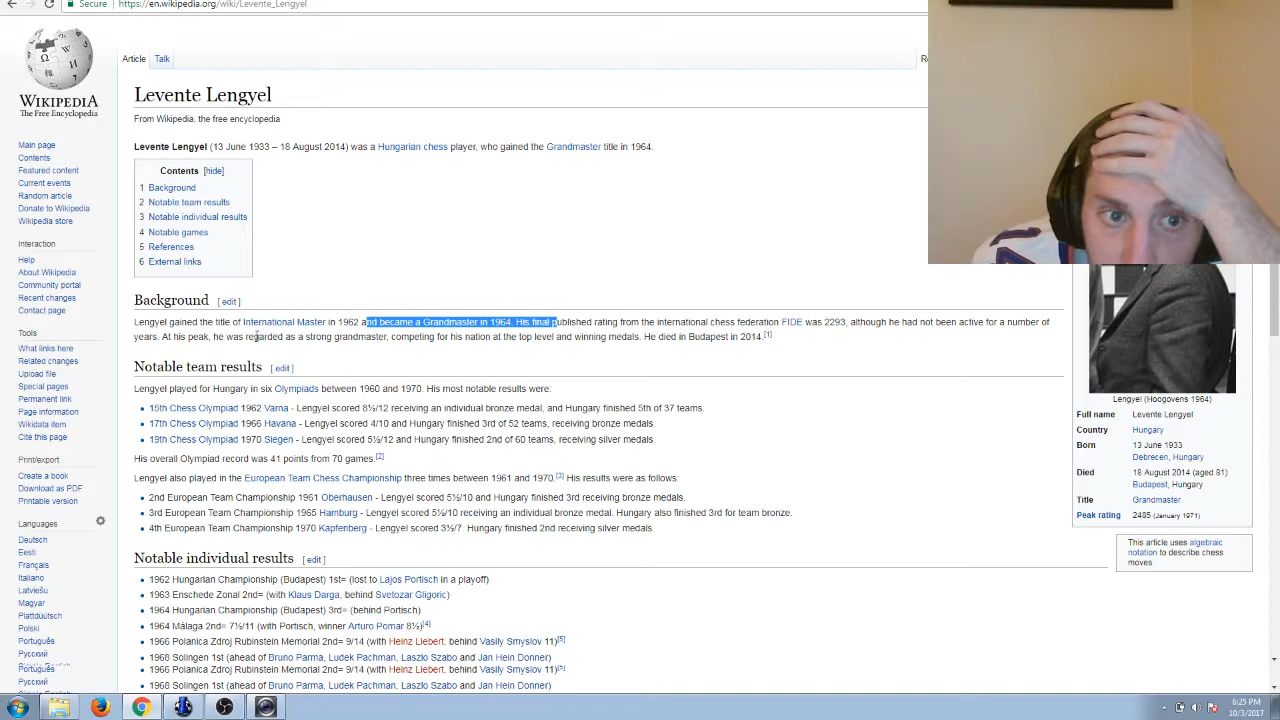 Secure
https://en.wikipedia.org/wiki/Levente_Lengyel
WIKIPEDIA
The Free Encyclopedia
Main page
Contents
Featured content
Current events
Random article
Donate to Wikipedia
Wikipedia store
Interaction
Help
About Wikipedia
Community portal
Recent changes
Contact page
Tools
What links here
Related changes
Upload file
Special pages
Permanent link
Page information
Wikidata item
Cite this page
Print/export
Create a book
Download as PDF
Printable version
Languages
Deutsch
Eesti
Français
Italiano
Latviešu
Magyar
Plattdüütsch
Polski
Português
Русский
Português
Русский
Article Talk
Levente Lengyel
From Wikipedia, the free encyclopedia
Levente Lengyel (13 June 1933 – 18 August 2014) was a Hungarian chess player, who gained the Grandmaster title in 1964.
Contents [hide]
1 Background
2 Notable team results
3 Notable individual results
4 Notable games
5 References
6 External links
Background [ edit ]
Lengyel gained the title of International Master in 1962 and became a Grandmaster in 1964. His final published rating from the international chess federation FIDE was 2293, although he had not been active for a number of
years. At his peak, he was regarded as a strong grandmaster, competing for his nation at the top level and winning medals. He died in Budapest in 2014.[1]
Notable team results [ edit ]
Lengyel played for Hungary in six Olympiads between 1960 and 1970. His most notable results were:
• 15th Chess Olympiad 1962 Varna - Lengyel scored 8½/12 receiving an individual bronze medal, and Hungary finished 5th of 37 teams.
• 17th Chess Olympiad 1966 Havana - Lengyel scored 4/10 and Hungary finished 3rd of 52 teams, receiving bronze medals
• 19th Chess Olympiad 1970 Siegen - Lengyel scored 5½/12 and Hungary finished 2nd of 60 teams, receiving silver medals
His overall Olympiad record was 41 points from 70 games.[2]
Lengyel also played in the European Team Chess Championship three times between 1961 and 1970.[3] His results were as follows:
• 2nd European Team Championship 1961 Oberhausen - Lengyel scored 5½/10 and Hungary finished 3rd receiving bronze medals.
• 3rd European Team Championship 1965 Hamburg - Lengyel scored 5½/10 receiving an individual bronze medal. Hungary also finished 3rd for team bronze.
• 4th European Team Championship 1970 Kapfenberg - Lengyel scored 3½/7 Hungary finished 2nd receiving silver medals.
Notable individual results [ edit ]
• 1962 Hungarian Championship (Budapest) 1st= (lost to Lajos Portisch in a playoff)
• 1963 Enschede Zonal 2nd= (with Klaus Darga, behind Svetozar Gligoric)
• 1964 Hungarian Championship (Budapest) 3rd= (behind Portisch)
• 1964 Málaga 2nd= 7½/11 (with Portisch, winner Arturo Pomar 8½)[4]
• 1966 Polanica Zdroj Rubinstein Memorial 2nd= 9/14 (with Heinz Liebert, behind Vasily Smyslov 11)[5]
• 1968 Solingen 1st (ahead of Bruno Parma, Ludek Pachman, Laszlo Szabo and Jan Hein Donner)
• 1966 Polanica Zdroj Rubinstein Memorial 2nd= 9/14 (with Heinz Liebert, behind Vasily Smyslov 11)[5]
• 1968 Solingen 1st (ahead of Bruno Parma, Ludek Pachman, Laszlo Szabo and Jan Hein Donner)
Lengyel (Hoogovens 1964)
Full name Levente Lengyel
Country Hungary
Born 13 June 1933
Debrecen, Hungary
Died 18 August 2014 (aged 81)
Budapest, Hungary
Title Grandmaster
Peak rating 2485 (January 1971)
This article uses algebraic
notation to describe chess
moves.
6:25 PM
10/3/2017